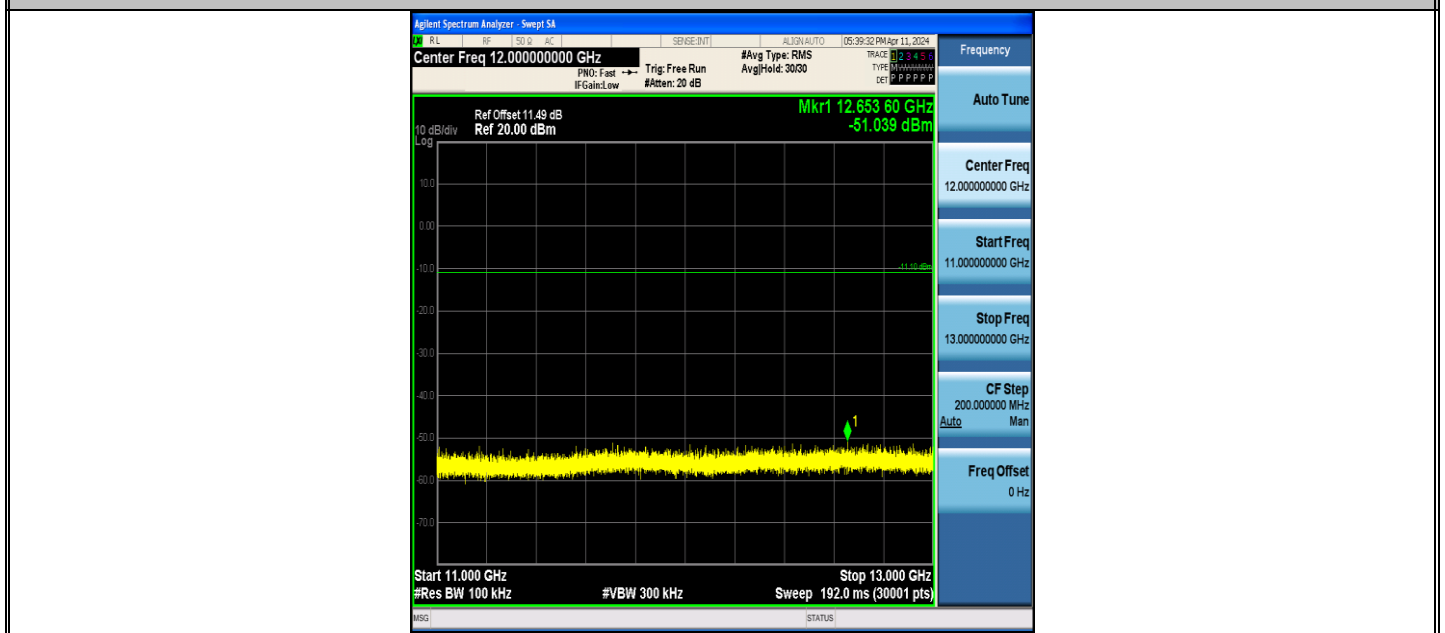 Agilent Spectrum Analyzer - Swept SA
RL RF 50 Ω AC SENSE:INT ALIGN AUTO 05:39:32 PM Apr 11, 2024
Center Freq 12.000000000 GHz
PNO: Fast
IFGain:Low
Trig: Free Run
#Atten: 20 dB
#Avg Type: RMS
Avg|Hold: 30/30
TRACE 1 2 3 4 5 6
TYPE M
DET P P P P P P
Mkr1 12.653 60 GHz
-51.039 dBm
Ref Offset 11.49 dB
10 dB/div Ref 20.00 dBm
Log
10.0
0.00
-10.0
-11.10 dBm
-20.0
-30.0
-40.0
1
-50.0
-60.0
-70.0
Start 11.000 GHz Stop 13.000 GHz
#Res BW 100 kHz #VBW 300 kHz Sweep 192.0 ms (30001 pts)
MSG STATUS
Frequency
Auto Tune
Center Freq
12.000000000 GHz
Start Freq
11.000000000 GHz
Stop Freq
13.000000000 GHz
CF Step
200.000000 MHz
Auto Man
Freq Offset
0 Hz